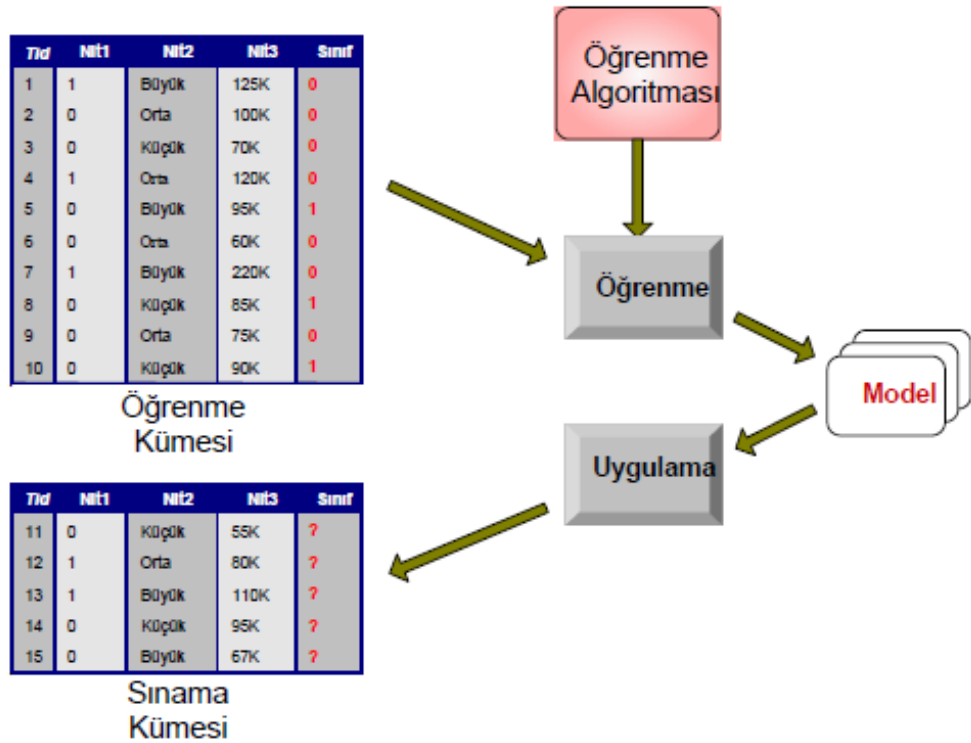 Tid Nit1 Nit2 Nit3 Sınıf
1 1 Büyük 125K 0
2 0 Orta 100K 0
3 0 Küçük 70K 0
4 1 Orta 120K 0
5 0 Büyük 95K 1
6 0 Orta 60K 0
7 1 Büyük 220K 0
8 0 Küçük 85K 1
9 0 Orta 75K 0
10 0 Küçük 90K 1
Öğrenme
Kümesi
Tid Nit1 Nit2 Nit3 Sınıf
11 0 Küçük 55K ?
12 1 Orta 80K ?
13 1 Büyük 110K ?
14 0 Küçük 95K ?
15 0 Büyük 67K ?
Sınama
Kümesi
Öğrenme
Algoritması
Öğrenme
Model
Uygulama